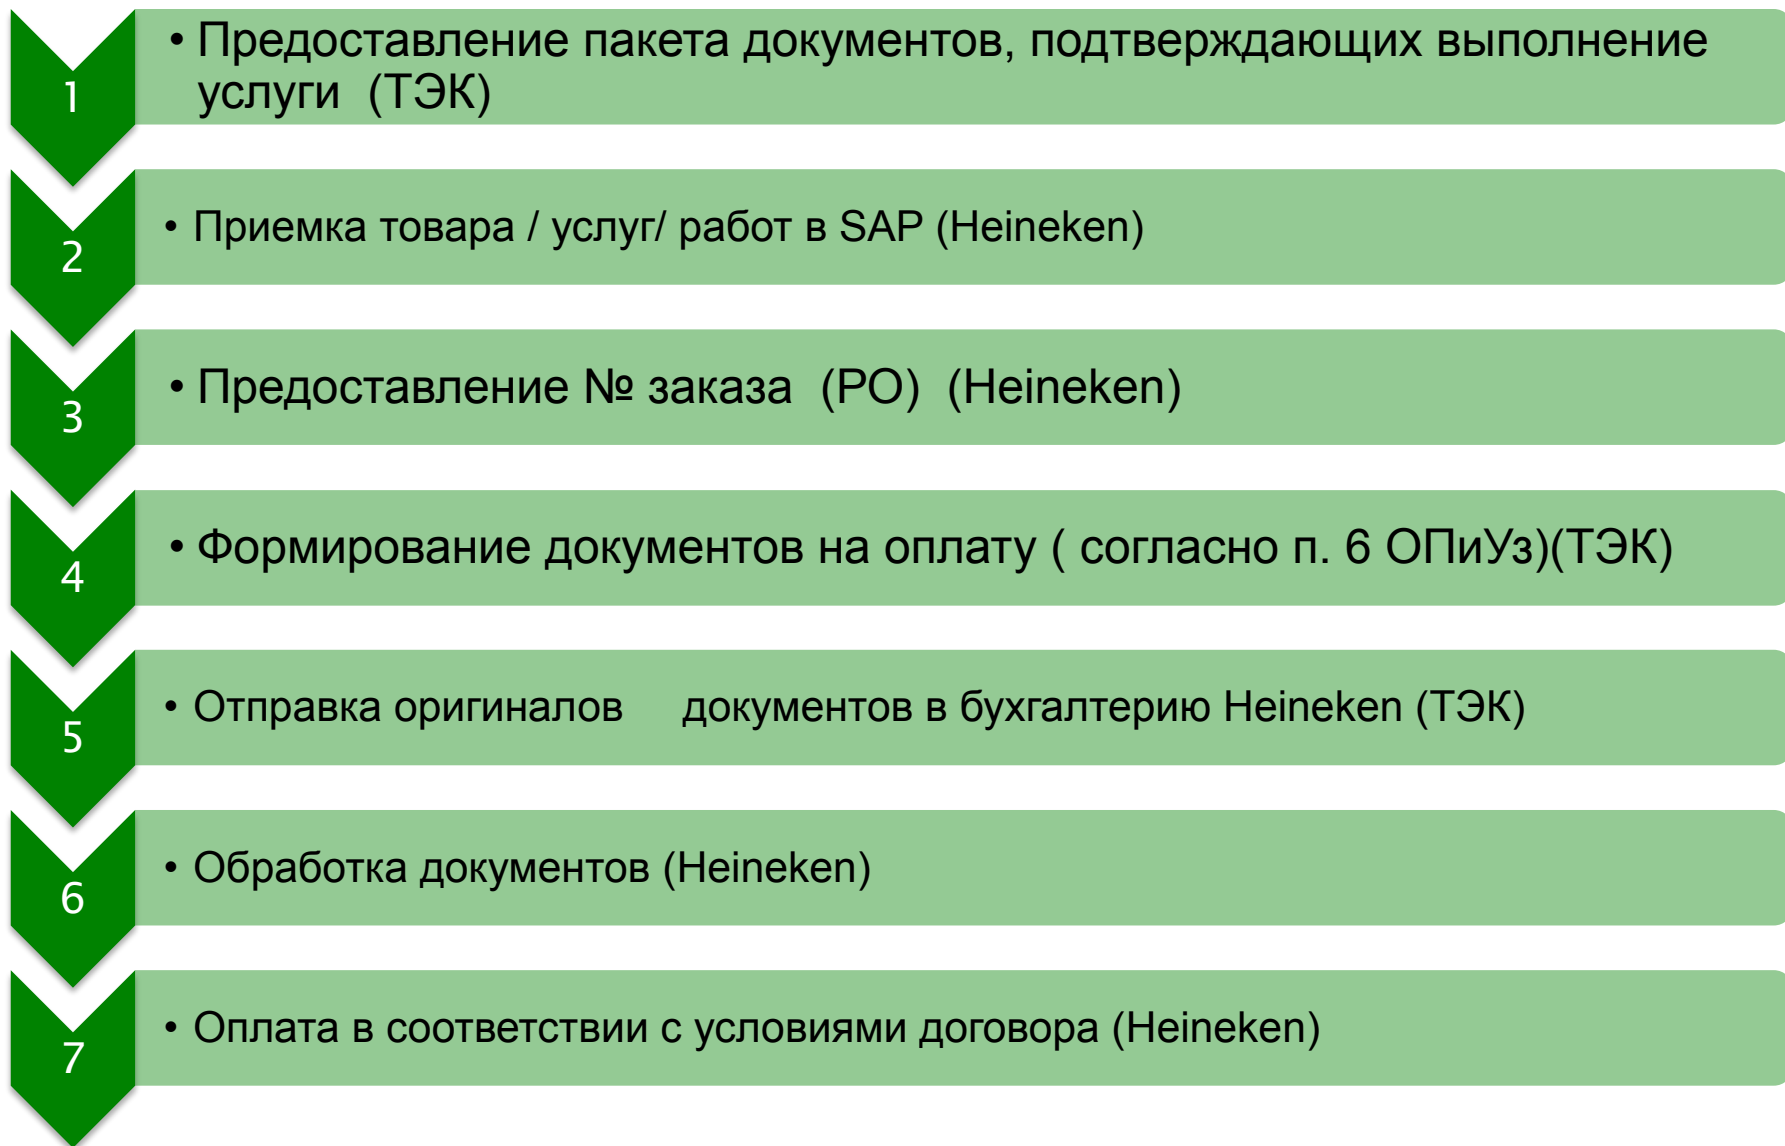 1
• Предоставление пакета документов, подтверждающих выполнение
услуги (ТЭК)
2
• Приемка товара / услуг/ работ в SAP (Heineken)
3
• Предоставление № заказа (РО) (Heineken)
4
• Формирование документов на оплату ( согласно п. 6 ОПиУз)(ТЭК)
5
• Отправка оригиналов документов в бухгалтерию Heineken (ТЭК)
6
• Обработка документов (Heineken)
7
• Оплата в соответствии с условиями договора (Heineken)